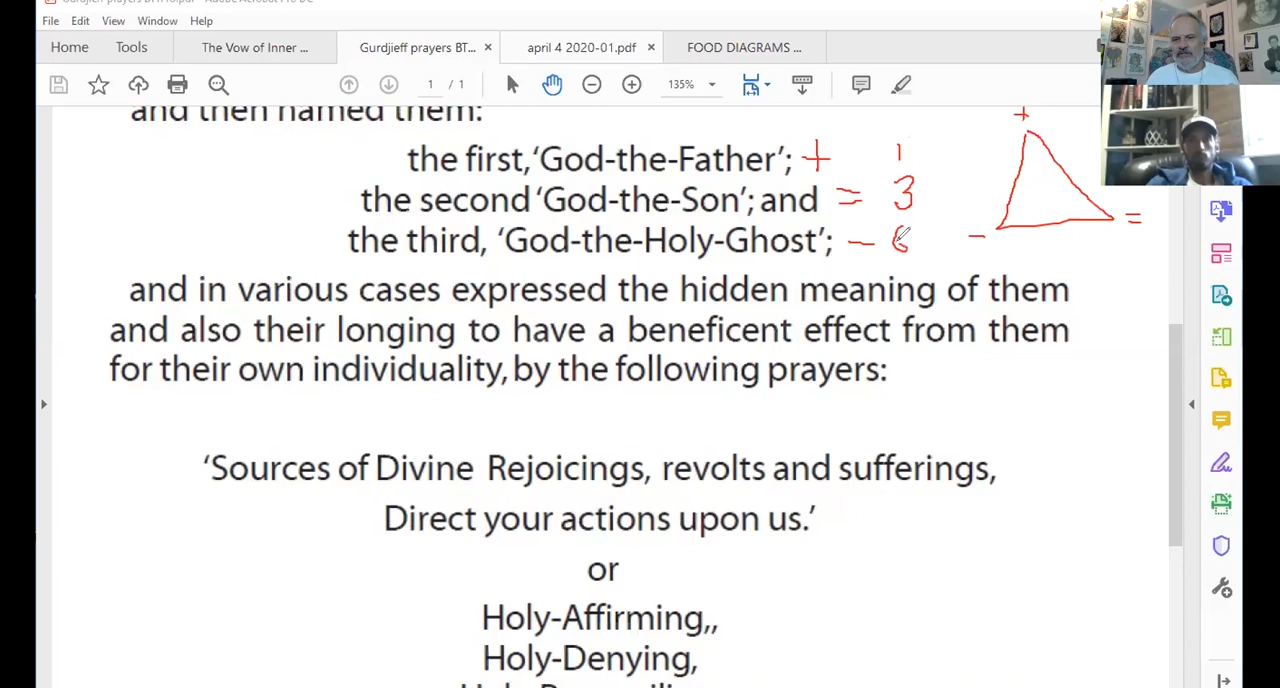 Gurdjieff prayers BT
File Edit View Window Help
Home Tools The Vow of Inner ... Gurdjieff prayers BT... × april 4 2020-01.pdf × FOOD DIAGRAMS ...
1 / 1 135%
and then named them:
the first, ‘God-the-Father’; + 1
the second ‘God-the-Son’; and = 3
the third, ‘God-the-Holy-Ghost’; – 6
+
– =
and in various cases expressed the hidden meaning of them
and also their longing to have a beneficent effect from them
for their own individuality, by the following prayers:
‘Sources of Divine Rejoicings, revolts and sufferings,
Direct your actions upon us.’
or
Holy-Affirming,,
Holy-Denying,